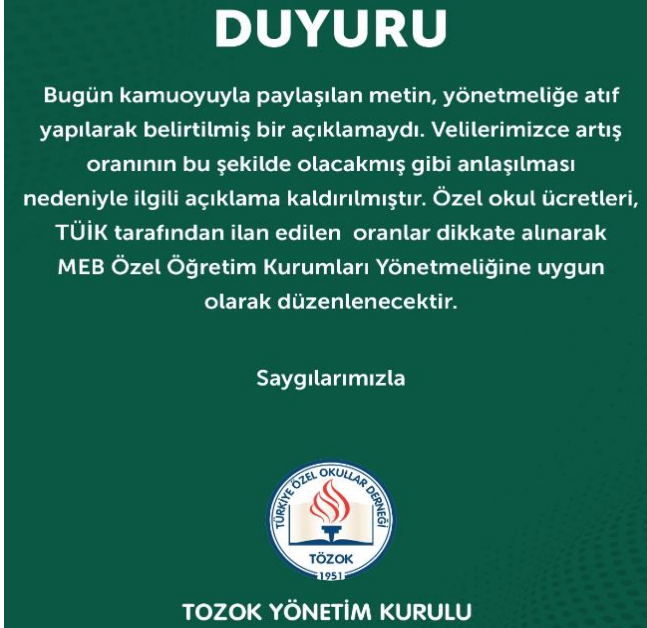 DUYURU
Bugün kamuoyuyla paylaşılan metin, yönetmeliğe atıf
yapılarak belirtilmiş bir açıklamaydı. Velilerimizce artış
oranının bu şekilde olacakmış gibi anlaşılması
nedeniyle ilgili açıklama kaldırılmıştır. Özel okul ücretleri,
TÜİK tarafından ilan edilen oranlar dikkate alınarak
MEB Özel Öğretim Kurumları Yönetmeliğine uygun
olarak düzenlenecektir.
Saygılarımızla
TÜRKİYE ÖZEL OKULLAR DERNEĞİ
TÖZOK
1951
TOZOK YÖNETİM KURULU